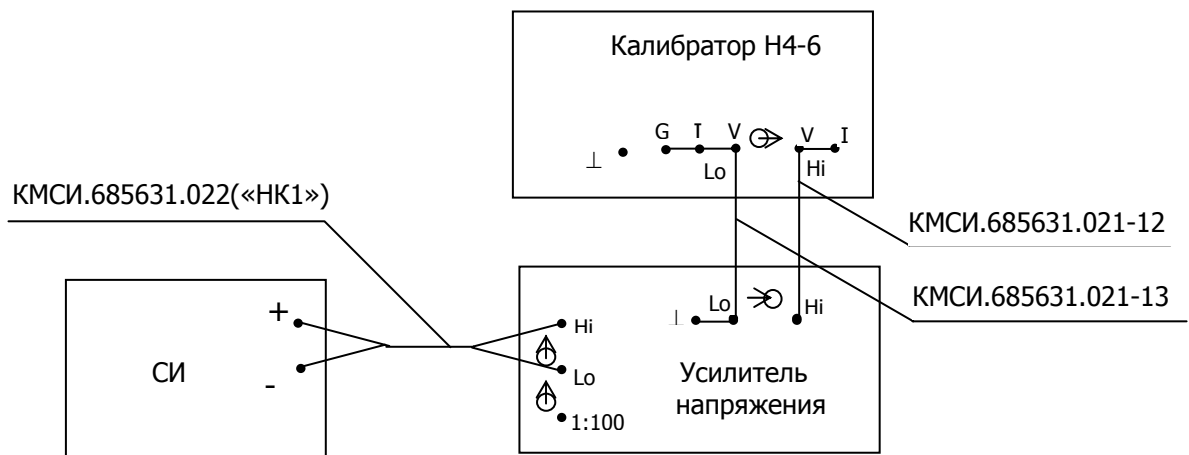 Калибратор Н4-6
G I V V I
⊥ Lo Hi
КМСИ.685631.022(«НК1»)
КМСИ.685631.021-12
КМСИ.685631.021-13
⊥ Lo Hi
+ Hi
СИ
- Lo
Усилитель
напряжения
1:100